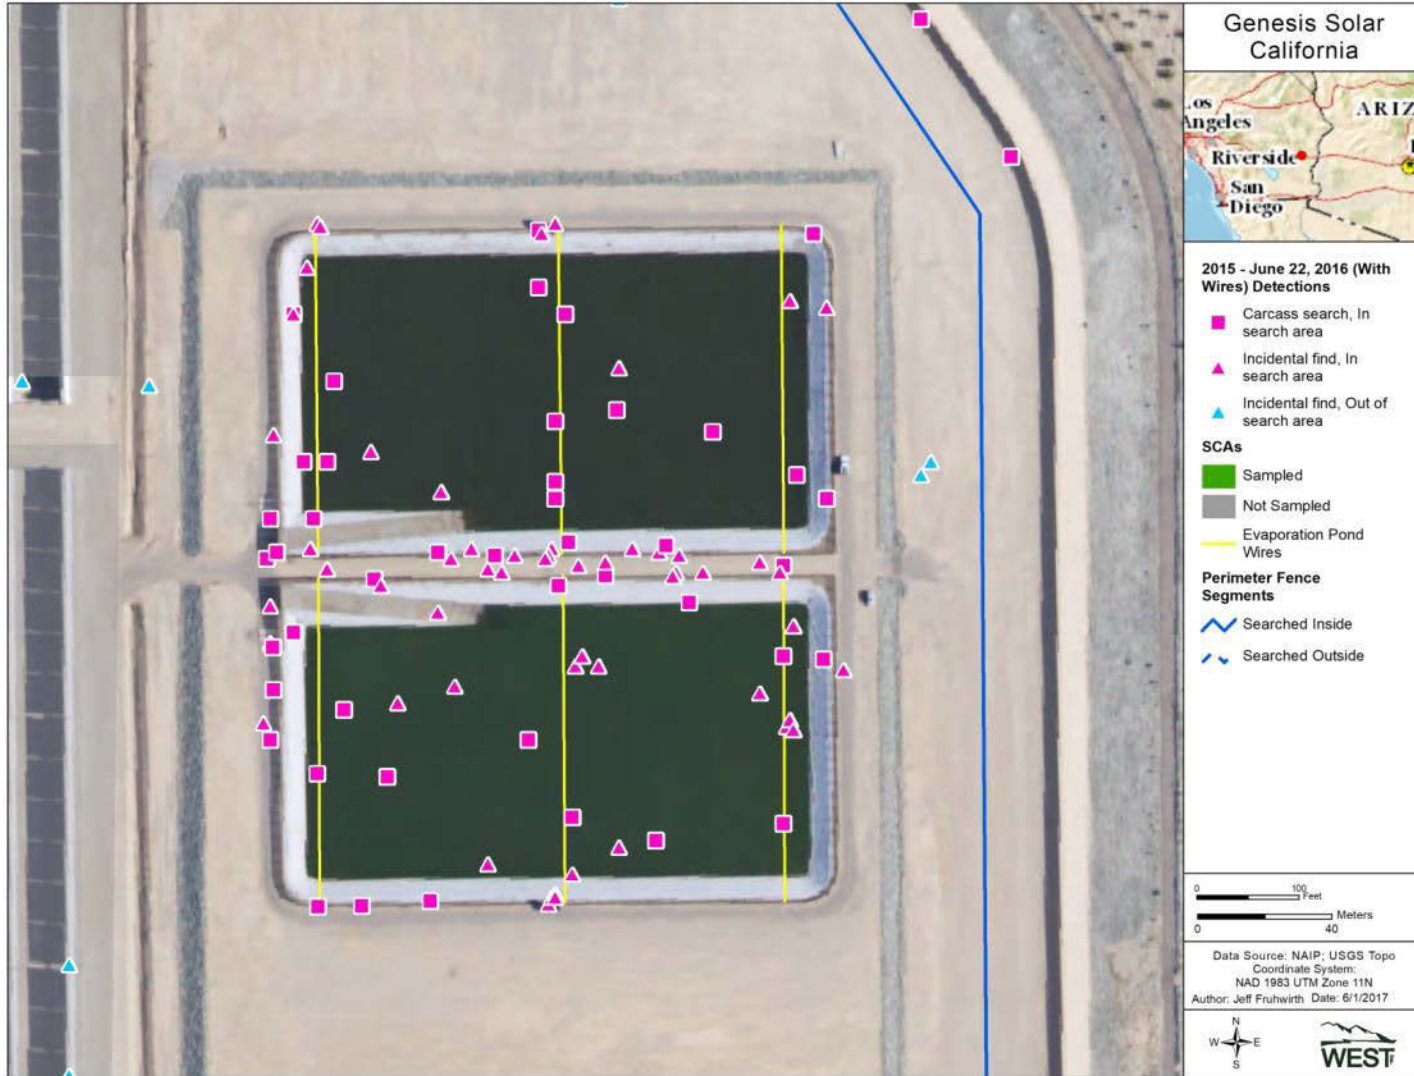 Genesis Solar
California
Los
Angeles
ARIZ
Riverside
San
Diego
2015 - June 22, 2016 (With
Wires) Detections
Carcass search, In
search area
Incidental find, In
search area
Incidental find, Out of
search area
SCAs
Sampled
Not Sampled
Evaporation Pond
Wires
Perimeter Fence
Segments
Searched Inside
Searched Outside
0 100
Feet
Meters
0 40
Data Source: NAIP; USGS Topo
Coordinate System:
NAD 1983 UTM Zone 11N
Author: Jeff Fruhwirth Date: 6/1/2017
N
W E
S
WEST